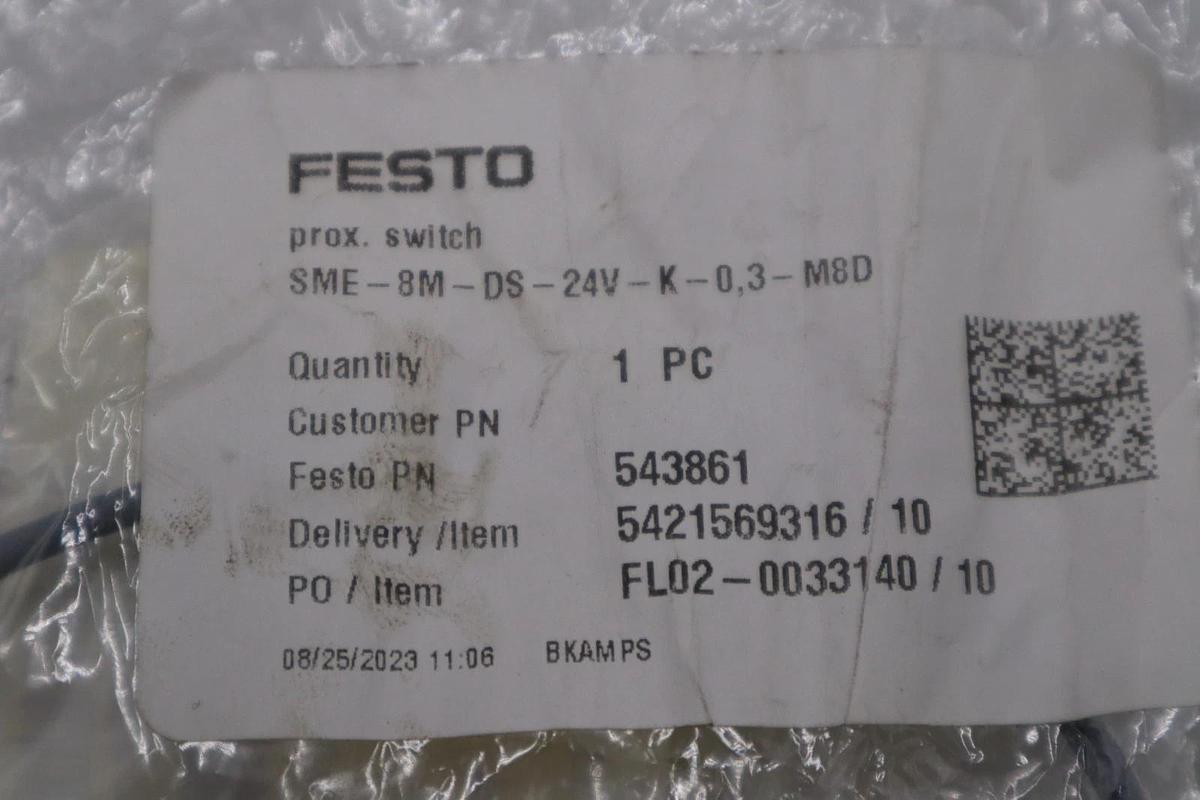 FESTO
prox. switch
SME-8M-DS-24V-K-0,3-M8D
Quantity 1 PC
Customer PN
Festo PN 543861
Delivery /Item 5421569316 / 10
PO / Item FL02-0033140 / 10
08/25/2023 11:06 BKAMPS